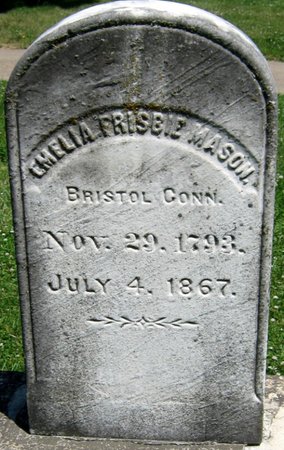 EMELIA FRISBIE MASON.
BRISTOL CONN.
NOV. 29. 1793.
JULY 4. 1867.